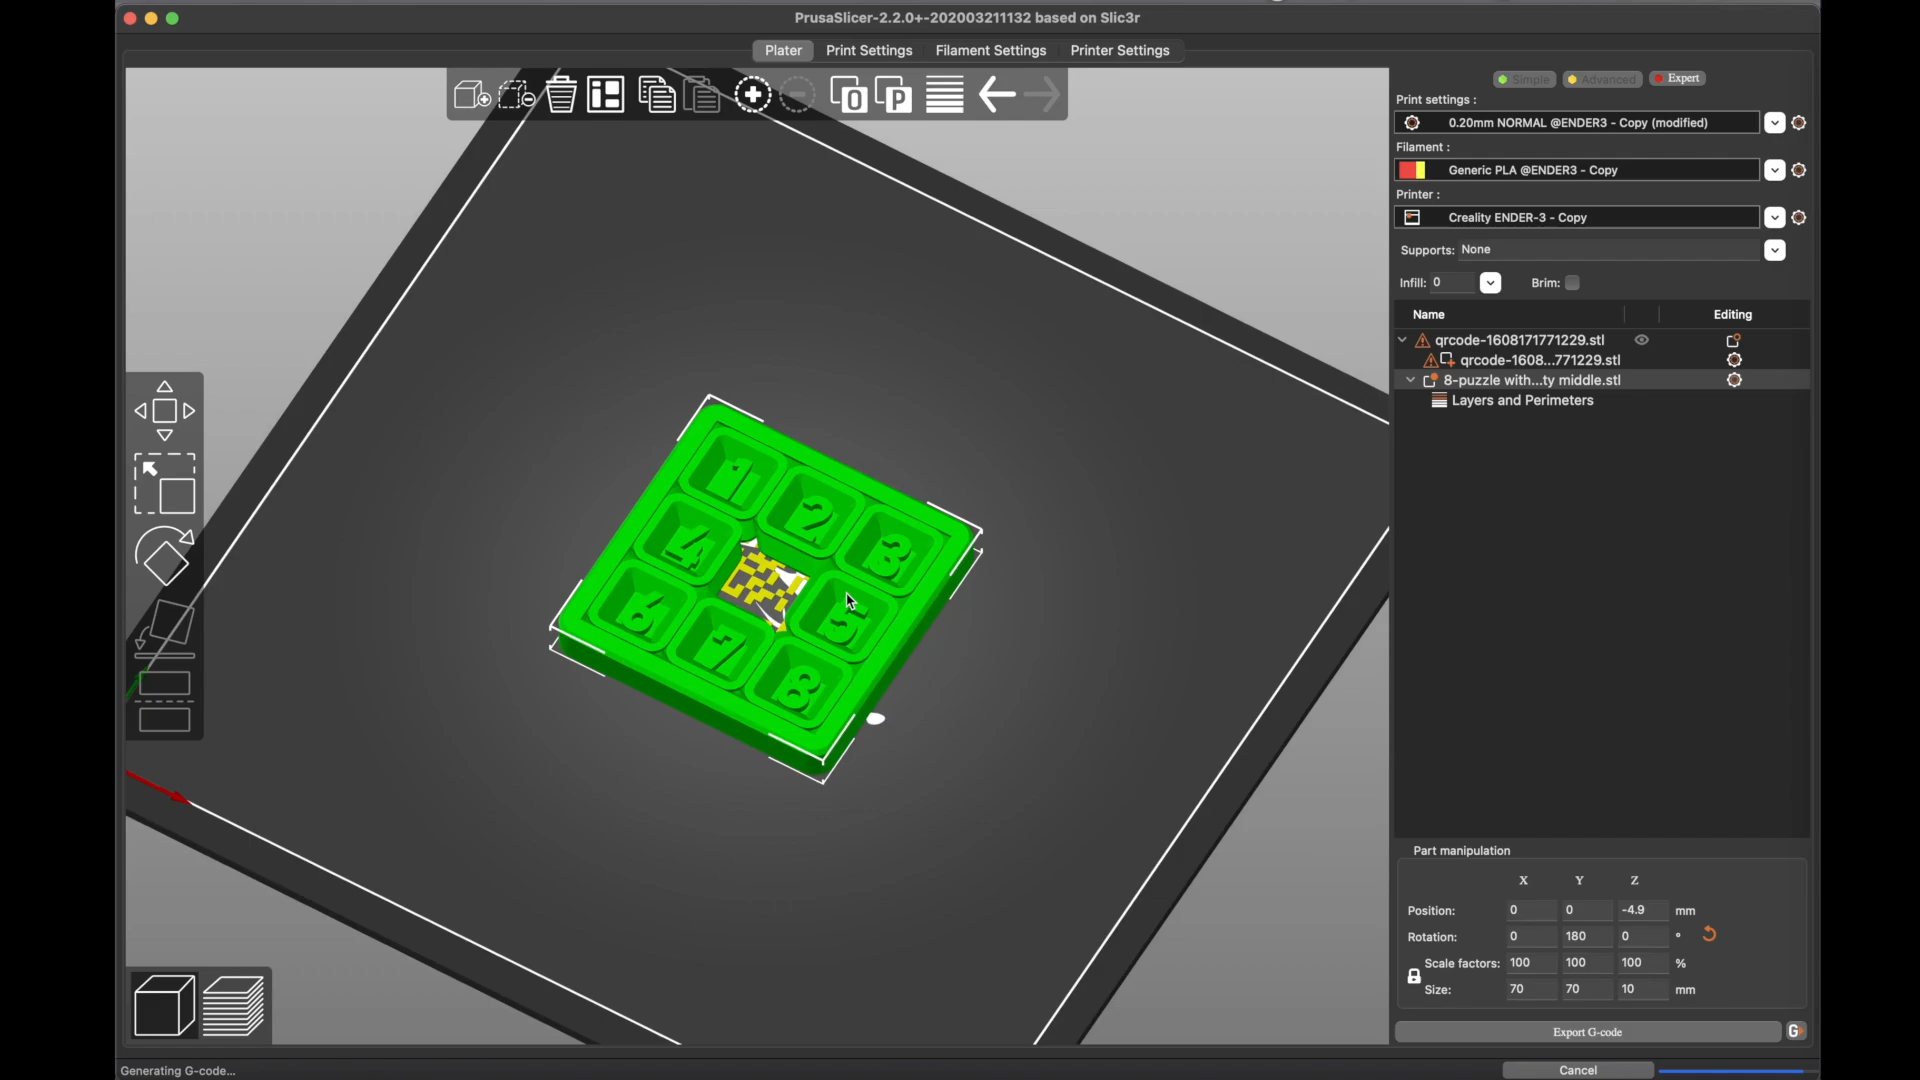 PrusaSlicer-2.2.0+-202003211132 based on Slic3r
Plater Print Settings Filament Settings Printer Settings
O P
Simple Advanced Expert
Print settings :
0.20mm NORMAL @ENDER3 - Copy (modified)
Filament :
Generic PLA @ENDER3 - Copy
Printer :
Creality ENDER-3 - Copy
Supports: None
Infill: 0 Brim:
Name Editing
qrcode-1608171771229.stl
qrcode-1608...771229.stl
8-puzzle with...ty middle.stl
Layers and Perimeters
1 2 3
4 5
6 7 8
Part manipulation
X Y Z
Position: 0 0 -4.9 mm
Rotation: 0 180 0 °
Scale factors: 100 100 100 %
Size: 70 70 10 mm
Export G-code G
Generating G-code... Cancel